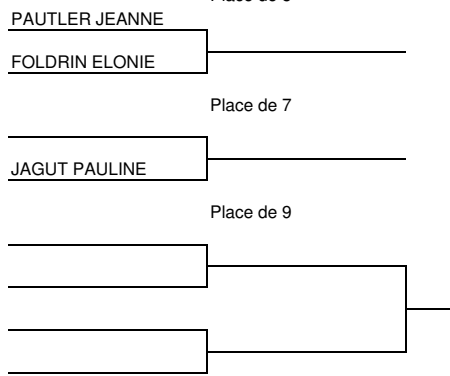 PAUTLER JEANNE
FOLDRIN ELONIE
Place de 7
JAGUT PAULINE
Place de 9